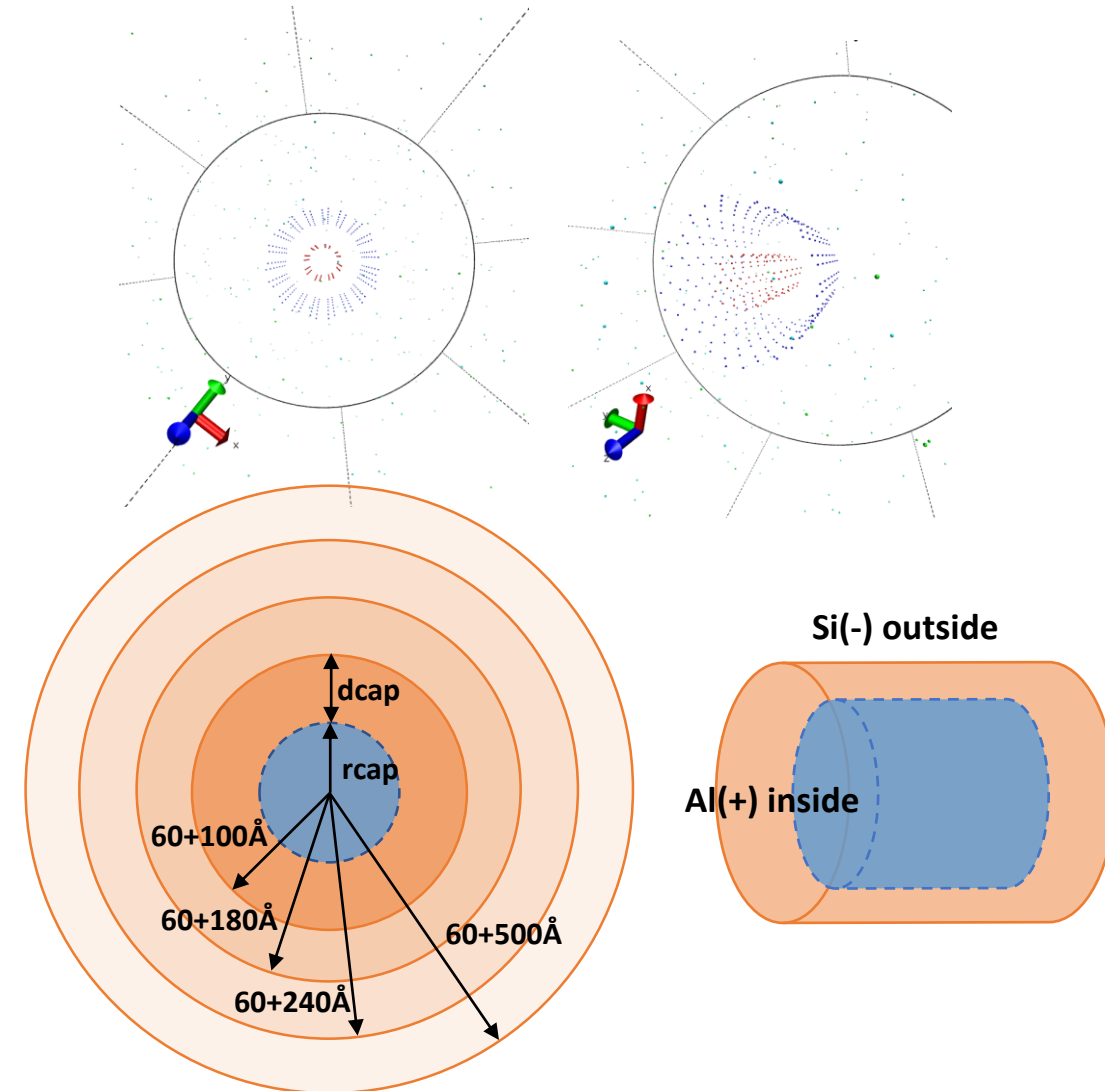 y
x
x
y
z
dcap
rcap
60+100Å
60+180Å
60+240Å
60+500Å
Si(-) outside
Al(+) inside